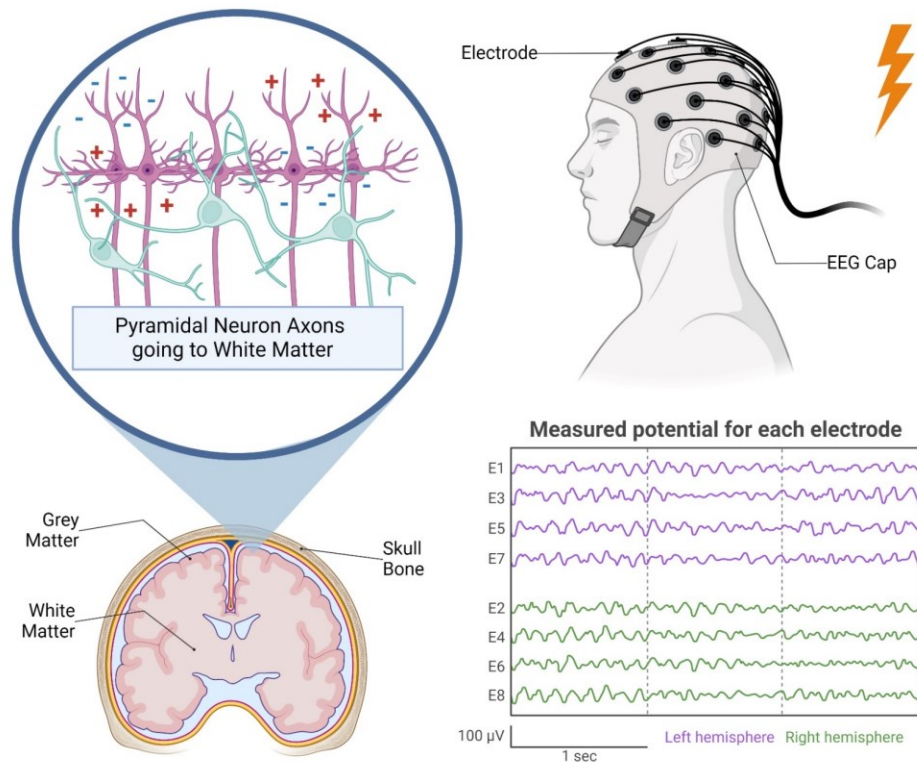 Electrode
EEG Cap
Pyramidal Neuron Axons
going to White Matter
Grey
Matter
White
Matter
Skull
Bone
Measured potential for each electrode
E1
E3
E5
E7
E2
E4
E6
E8
100 µV
1 sec
Left hemisphere Right hemisphere